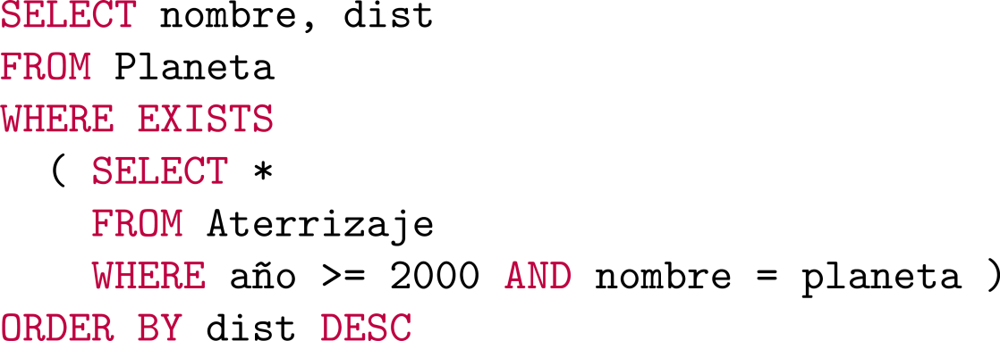 SELECT nombre, dist
FROM Planeta
WHERE EXISTS
( SELECT *
FROM Aterrizaje
WHERE año >= 2000 AND nombre = planeta )
ORDER BY dist DESC